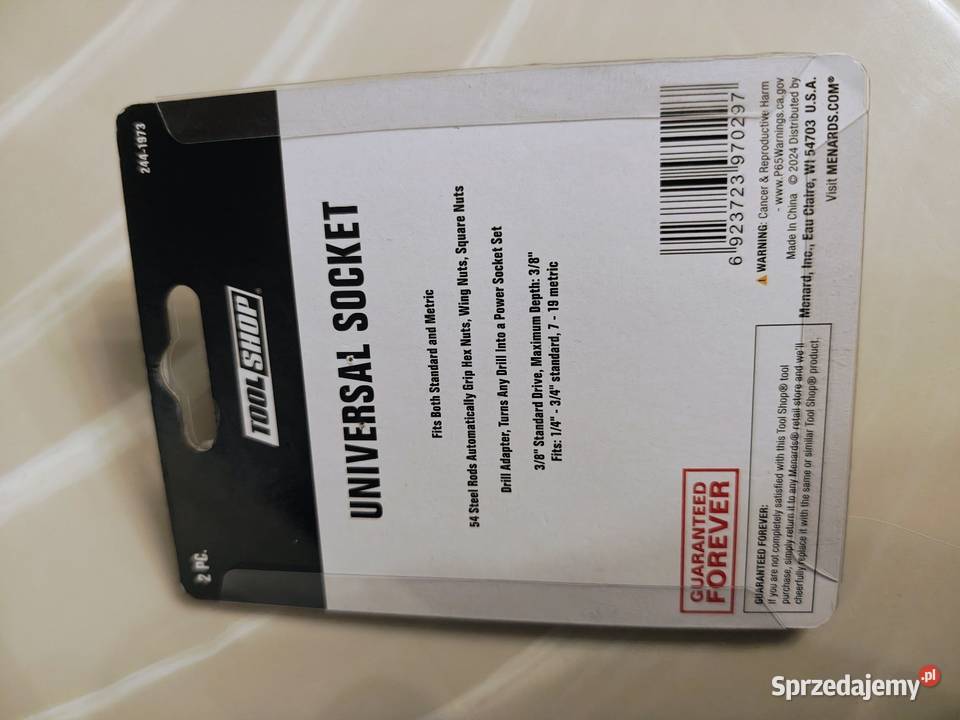 2 PC.
244-1973
TOOL SHOP®
UNIVERSAL SOCKET
Fits Both Standard and Metric
54 Steel Rods Automatically Grip Hex Nuts, Wing Nuts, Square Nuts
Drill Adapter, Turns Any Drill Into a Power Socket Set
3/8" Standard Drive, Maximum Depth: 3/8"
Fits: 1/4" - 3/4" standard, 7 - 19 metric
GUARANTEED
FOREVER
6 923723 970297
⚠ WARNING: Cancer & Reproductive Harm
- www.P65Warnings.ca.gov
Made In China © 2024 Distributed by
Menard, Inc., Eau Claire, WI 54703 U.S.A.
Visit MENARDS.COM®
GUARANTEED FOREVER:
If you are not completely satisfied with this Tool Shop® tool
purchase, simply return it to any Menards® retail store and we'll
cheerfully replace it with the same or similar Tool Shop® product.
Sprzedajemy.pl